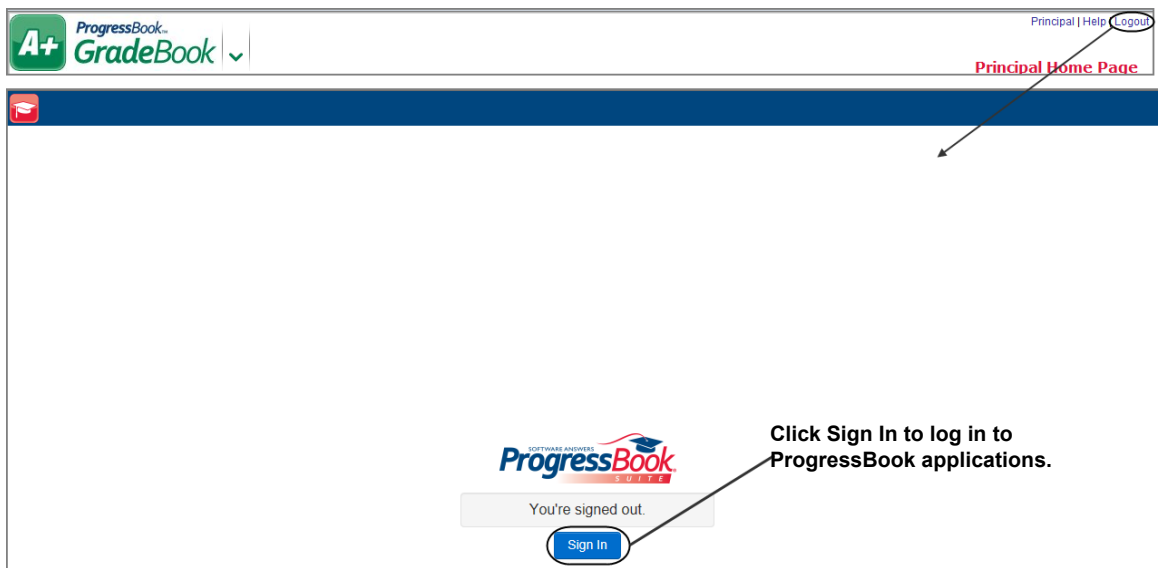 A+
ProgressBook™
GradeBook
Principal | Help | Logout
Principal Home Page
SOFTWARE ANSWERS
ProgressBook.
SUITE
Click Sign In to log in to
ProgressBook applications.
You're signed out.
Sign In